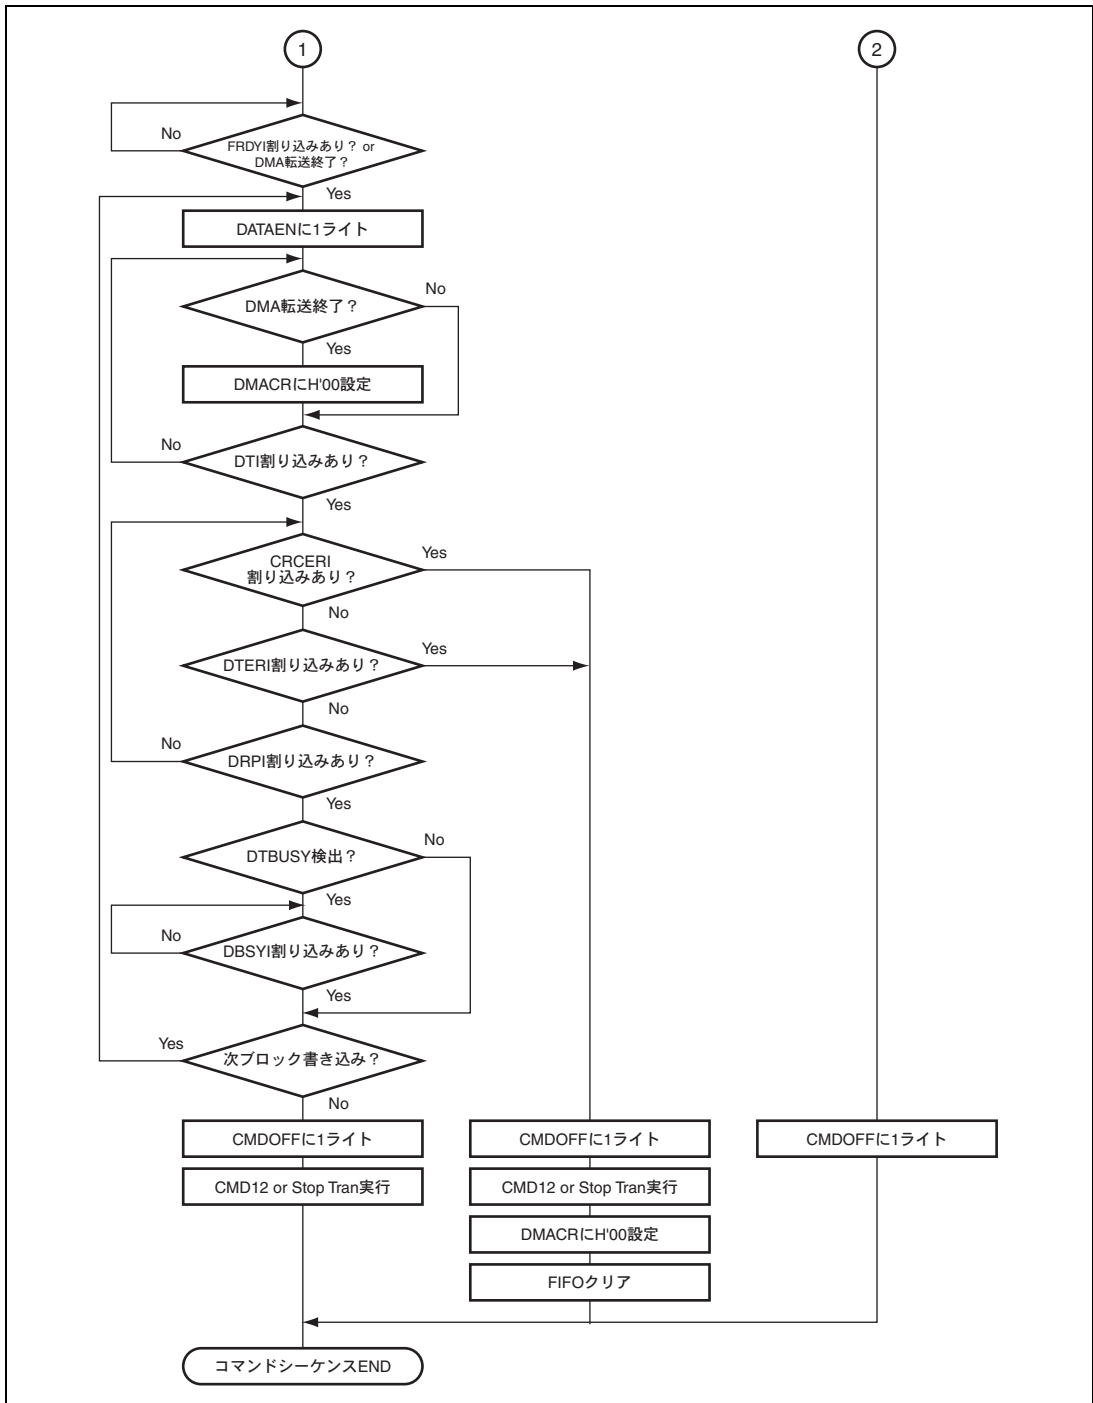 1
2
No
FRDYI割り込みあり？ or
DMA転送終了？
Yes
DATAENに1ライト
DMA転送終了？
No
Yes
DMACRにH'00設定
No
DTI割り込みあり？
Yes
CRCERI
割り込みあり？
Yes
No
DTERI割り込みあり？
Yes
No
No
DRPI割り込みあり？
Yes
DTBUSY検出？
No
Yes
No
DBSYI割り込みあり？
Yes
Yes
次ブロック書き込み？
No
CMDOFFに1ライト
CMDOFFに1ライト
CMDOFFに1ライト
CMD12 or Stop Tran実行
CMD12 or Stop Tran実行
DMACRにH'00設定
FIFOクリア
コマンドシーケンスEND